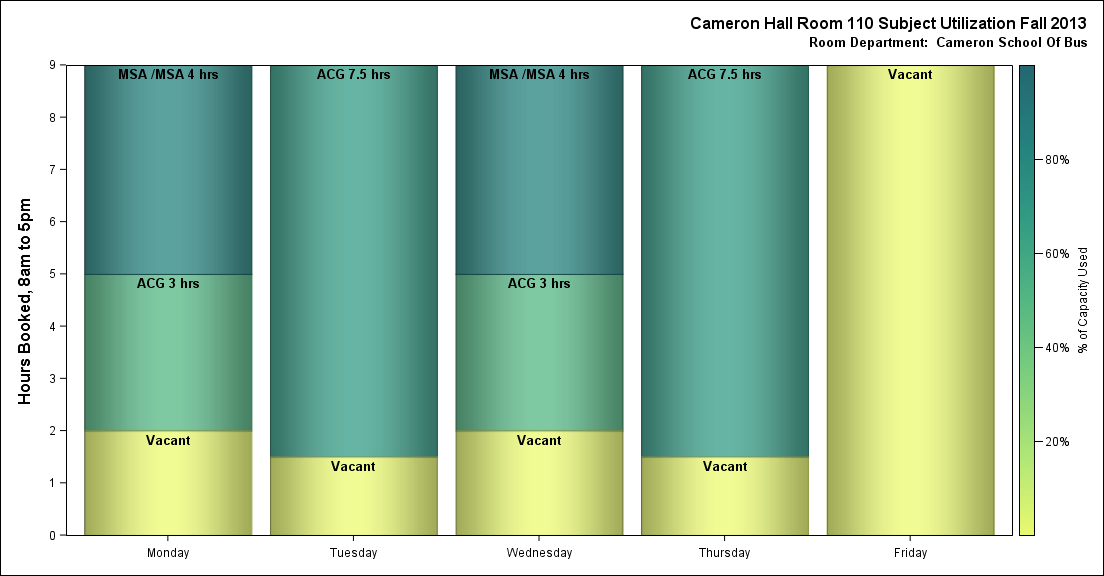 Cameron Hall Room 110 Subject Utilization Fall 2013
Room Department:  Cameron School Of Bus
Hours Booked, 8am to 5pm
9
8
7
6
5
4
3
2
1
0
MSA /MSA 4 hrs
ACG 3 hrs
Vacant
ACG 7.5 hrs
Vacant
MSA /MSA 4 hrs
ACG 3 hrs
Vacant
ACG 7.5 hrs
Vacant
Vacant
Monday
Tuesday
Wednesday
Thursday
Friday
80%
60%
40%
20%
% of Capacity Used